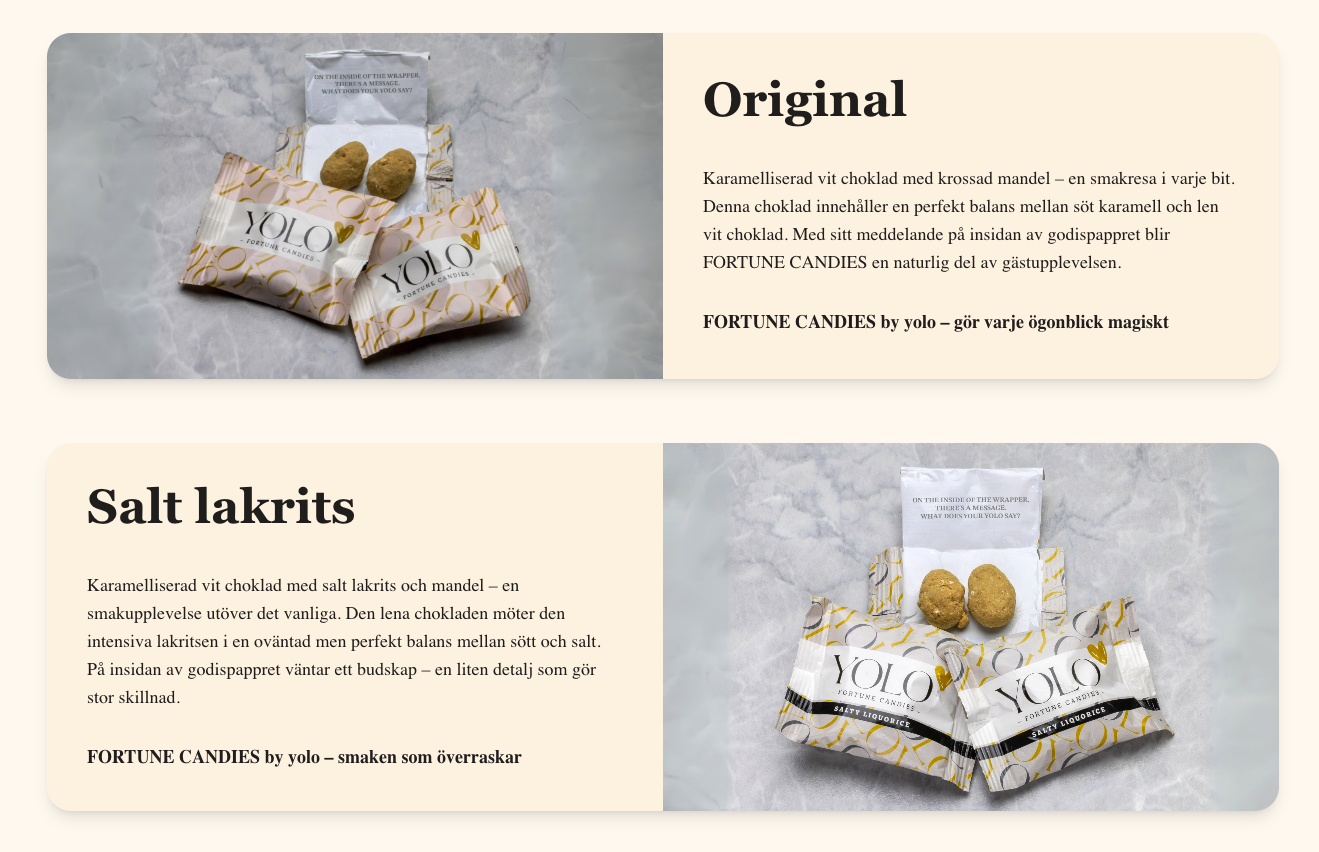 ON THE INSIDE OF THE WRAPPER,
THERE'S A MESSAGE.
WHAT DOES YOUR YOLO SAY?
YOLO
- FORTUNE CANDIES -
YOLO
- FORTUNE CANDIES -
Original
Karamelliserad vit choklad med krossad mandel – en smakresa i varje bit.
Denna choklad innehåller en perfekt balans mellan söt karamell och len
vit choklad. Med sitt meddelande på insidan av godispappret blir
FORTUNE CANDIES en naturlig del av gästupplevelsen.
FORTUNE CANDIES by yolo – gör varje ögonblick magiskt
Salt lakrits
Karamelliserad vit choklad med salt lakrits och mandel – en
smakupplevelse utöver det vanliga. Den lena chokladen möter den
intensiva lakritsen i en oväntad men perfekt balans mellan sött och salt.
På insidan av godispappret väntar ett budskap – en liten detalj som gör
stor skillnad.
FORTUNE CANDIES by yolo – smaken som överraskar
ON THE INSIDE OF THE WRAPPER,
THERE'S A MESSAGE.
WHAT DOES YOUR YOLO SAY?
YOLO
- FORTUNE CANDIES -
SALTY LIQUORICE
YOLO
- FORTUNE CANDIES -
SALTY LIQUORICE